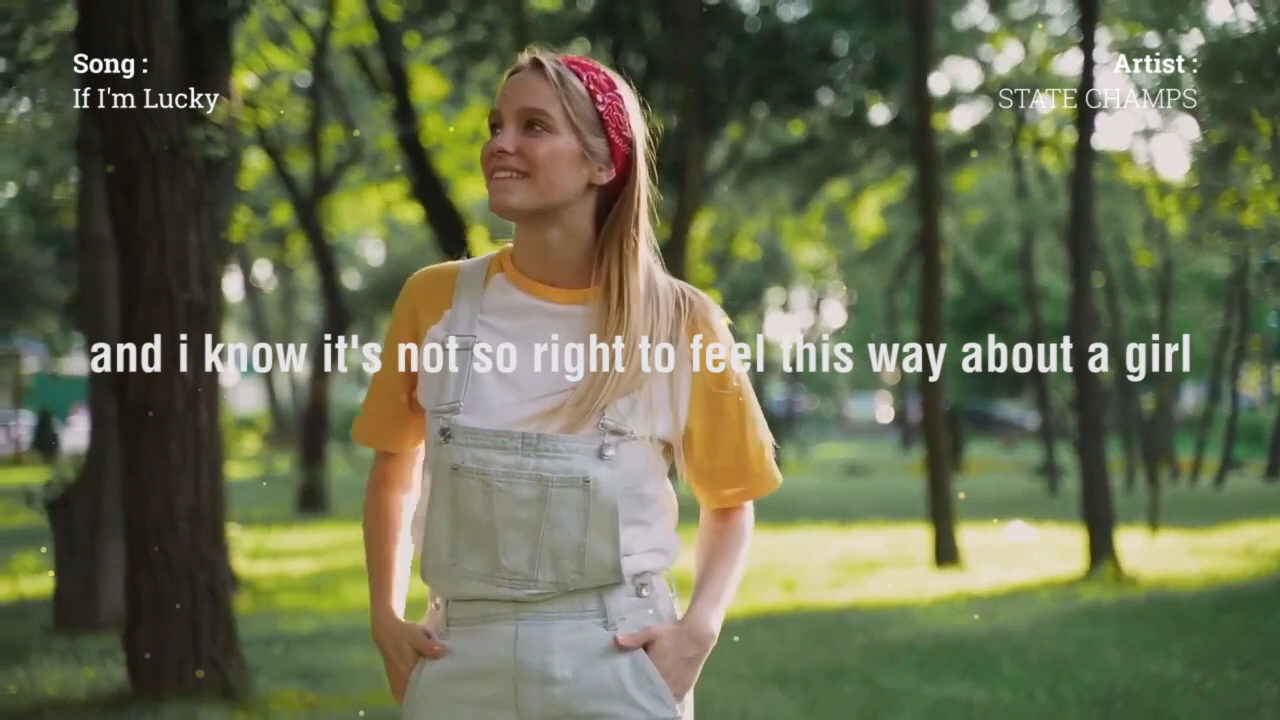 Song :
If I'm Lucky
Artist :
STATE CHAMPS
and i know it's not so right to feel this way about a girl